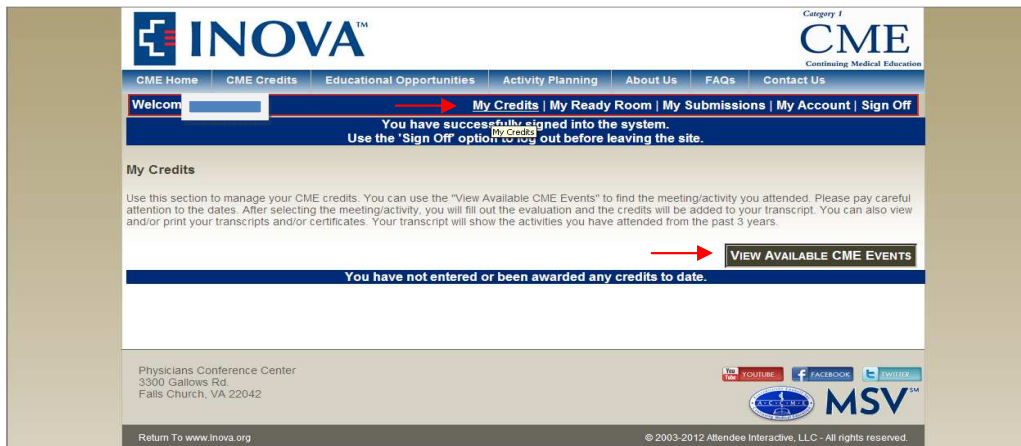 INOVA™
Category 1
CME
Continuing Medical Education
CME Home CME Credits Educational Opportunities Activity Planning About Us FAQs Contact Us
Welcom
My Credits | My Ready Room | My Submissions | My Account | Sign Off
You have successfully signed into the system.
My Credits
Use the 'Sign Off' option to log out before leaving the site.
My Credits
Use this section to manage your CME credits. You can use the "View Available CME Events" to find the meeting/activity you attended. Please pay careful
attention to the dates. After selecting the meeting/activity, you will fill out the evaluation and the credits will be added to your transcript. You can also view
and/or print your transcripts and/or certificates. Your transcript will show the activities you have attended from the past 3 years.
VIEW AVAILABLE CME EVENTS
You have not entered or been awarded any credits to date.
Physicians Conference Center
3300 Gallows Rd.
Falls Church, VA 22042
You Tube YOUTUBE f FACEBOOK t TWITTER
ACCME MSV℠
Return To www.Inova.org
© 2003-2012 Attendee Interactive, LLC - All rights reserved.